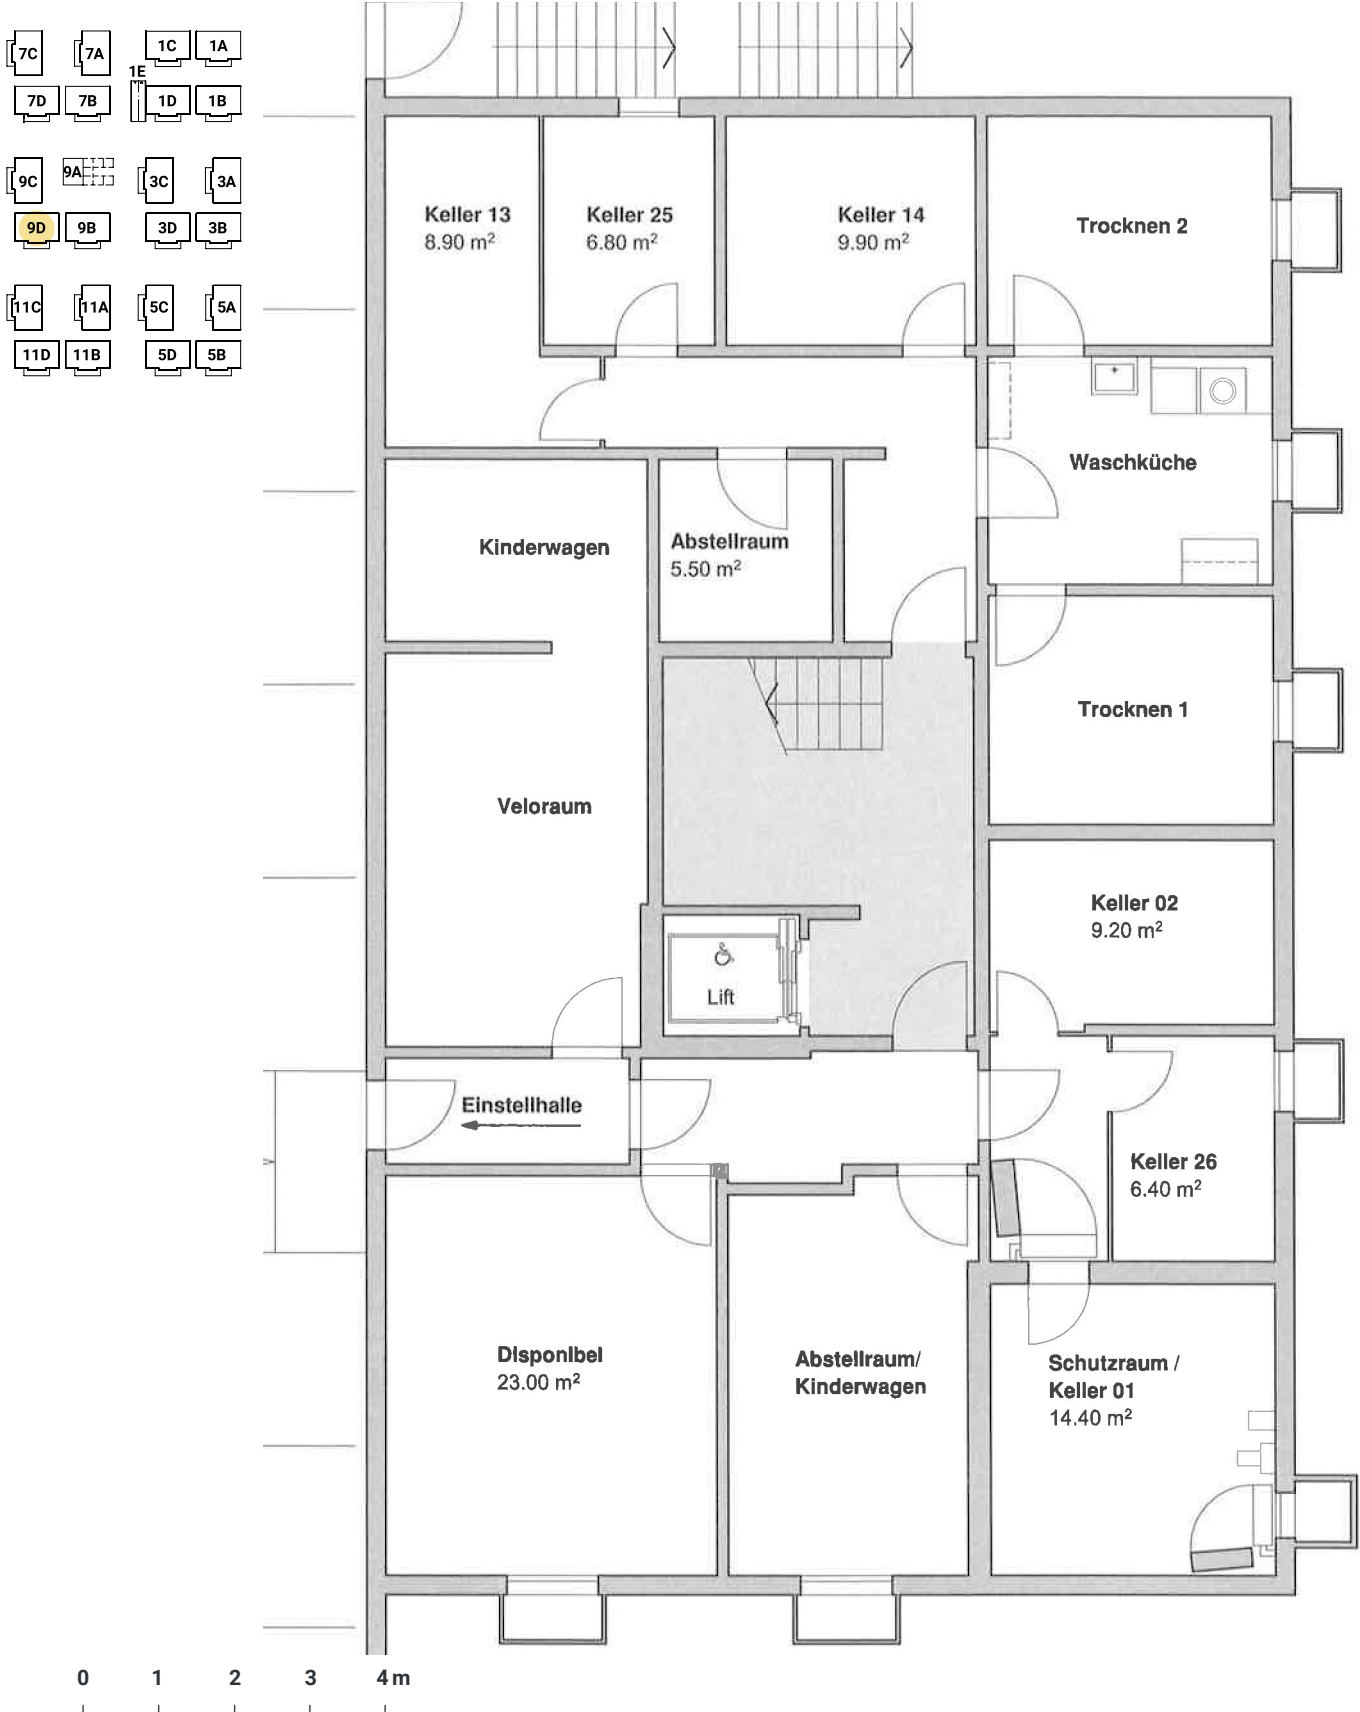 7C 7A 1C 1A
1E
7D 7B 1D 1B
9C 9A 3C 3A
9D 9B 3D 3B
11C 11A 5C 5A
11D 11B 5D 5B
Keller 13
8.90 m²
Keller 25
6.80 m²
Keller 14
9.90 m²
Trocknen 2
Waschküche
Kinderwagen
Abstellraum
5.50 m²
Trocknen 1
Veloraum
Keller 02
9.20 m²
Lift
Einstellhalle
Keller 26
6.40 m²
Disponibel
23.00 m²
Abstellraum/
Kinderwagen
Schutzraum /
Keller 01
14.40 m²
0 1 2 3 4 m